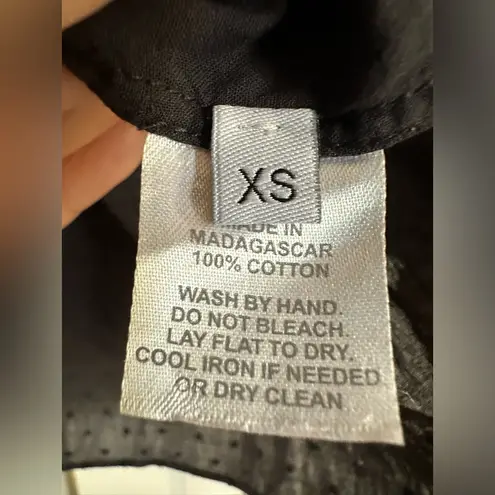 XS
MADE IN
MADAGASCAR
100% COTTON
WASH BY HAND.
DO NOT BLEACH.
LAY FLAT TO DRY.
COOL IRON IF NEEDED
OR DRY CLEAN